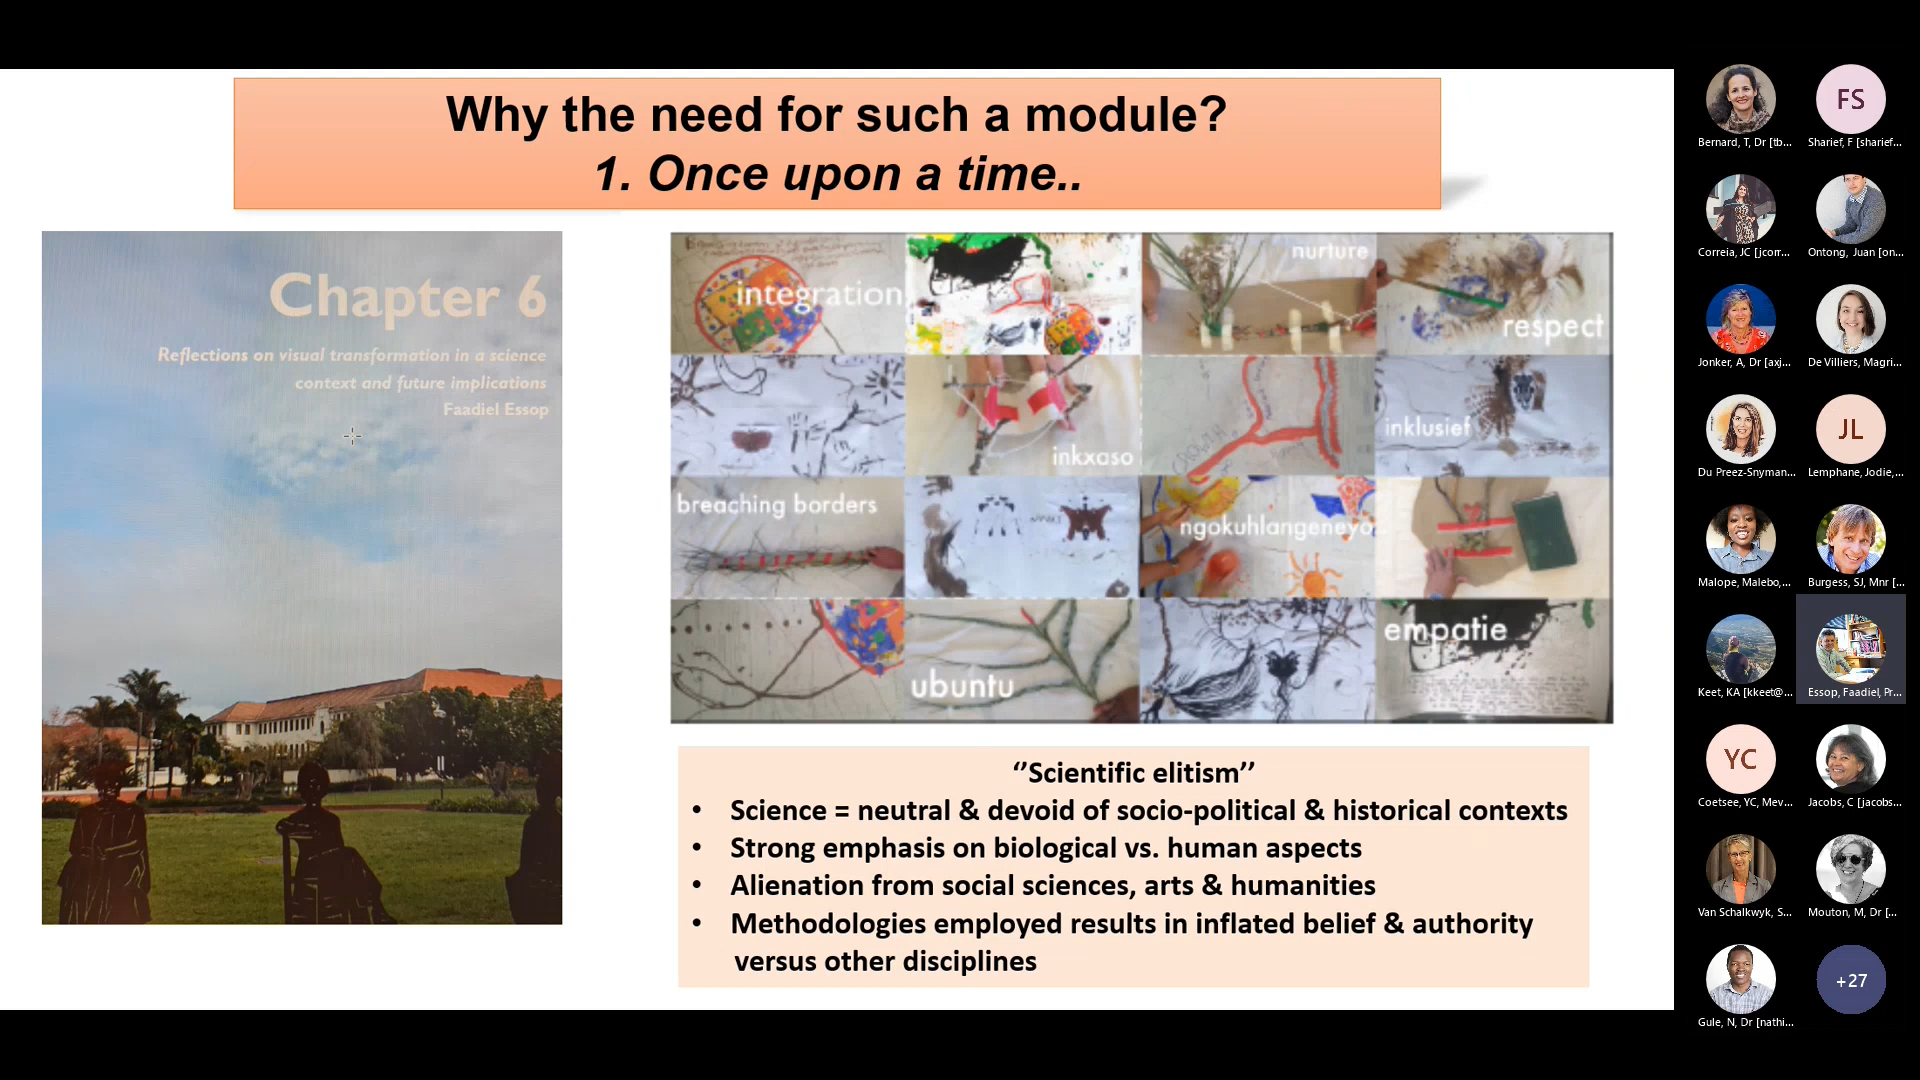 Why the need for such a module?
1. Once upon a time..
Chapter 6
Reflections on visual transformation in a science
context and future implications
Faadiel Essop
integration
nurture
respect
inkxaso
inklusief
GROWTH
breaching borders
ngokuhlangeneyo
ubuntu
empatie
‘’Scientific elitism’’
• Science = neutral & devoid of socio-political & historical contexts
• Strong emphasis on biological vs. human aspects
• Alienation from social sciences, arts & humanities
• Methodologies employed results in inflated belief & authority
versus other disciplines
Bernard, T, Dr [tb...
FS
Sharief, F [sharief...
Correia, JC [jcorr...
Ontong, Juan [on...
Jonker, A, Dr [axj...
De Villiers, Magri...
Du Preez-Snyman...
JL
Lemphane, Jodie,...
Malope, Malebo,...
Burgess, SJ, Mnr [...
Keet, KA [kkeet@...
Essop, Faadiel, Pr...
YC
Coetsee, YC, Mev...
Jacobs, C [jacobs...
Van Schalkwyk, S...
Mouton, M, Dr [...
Gule, N, Dr [nathi...
+27